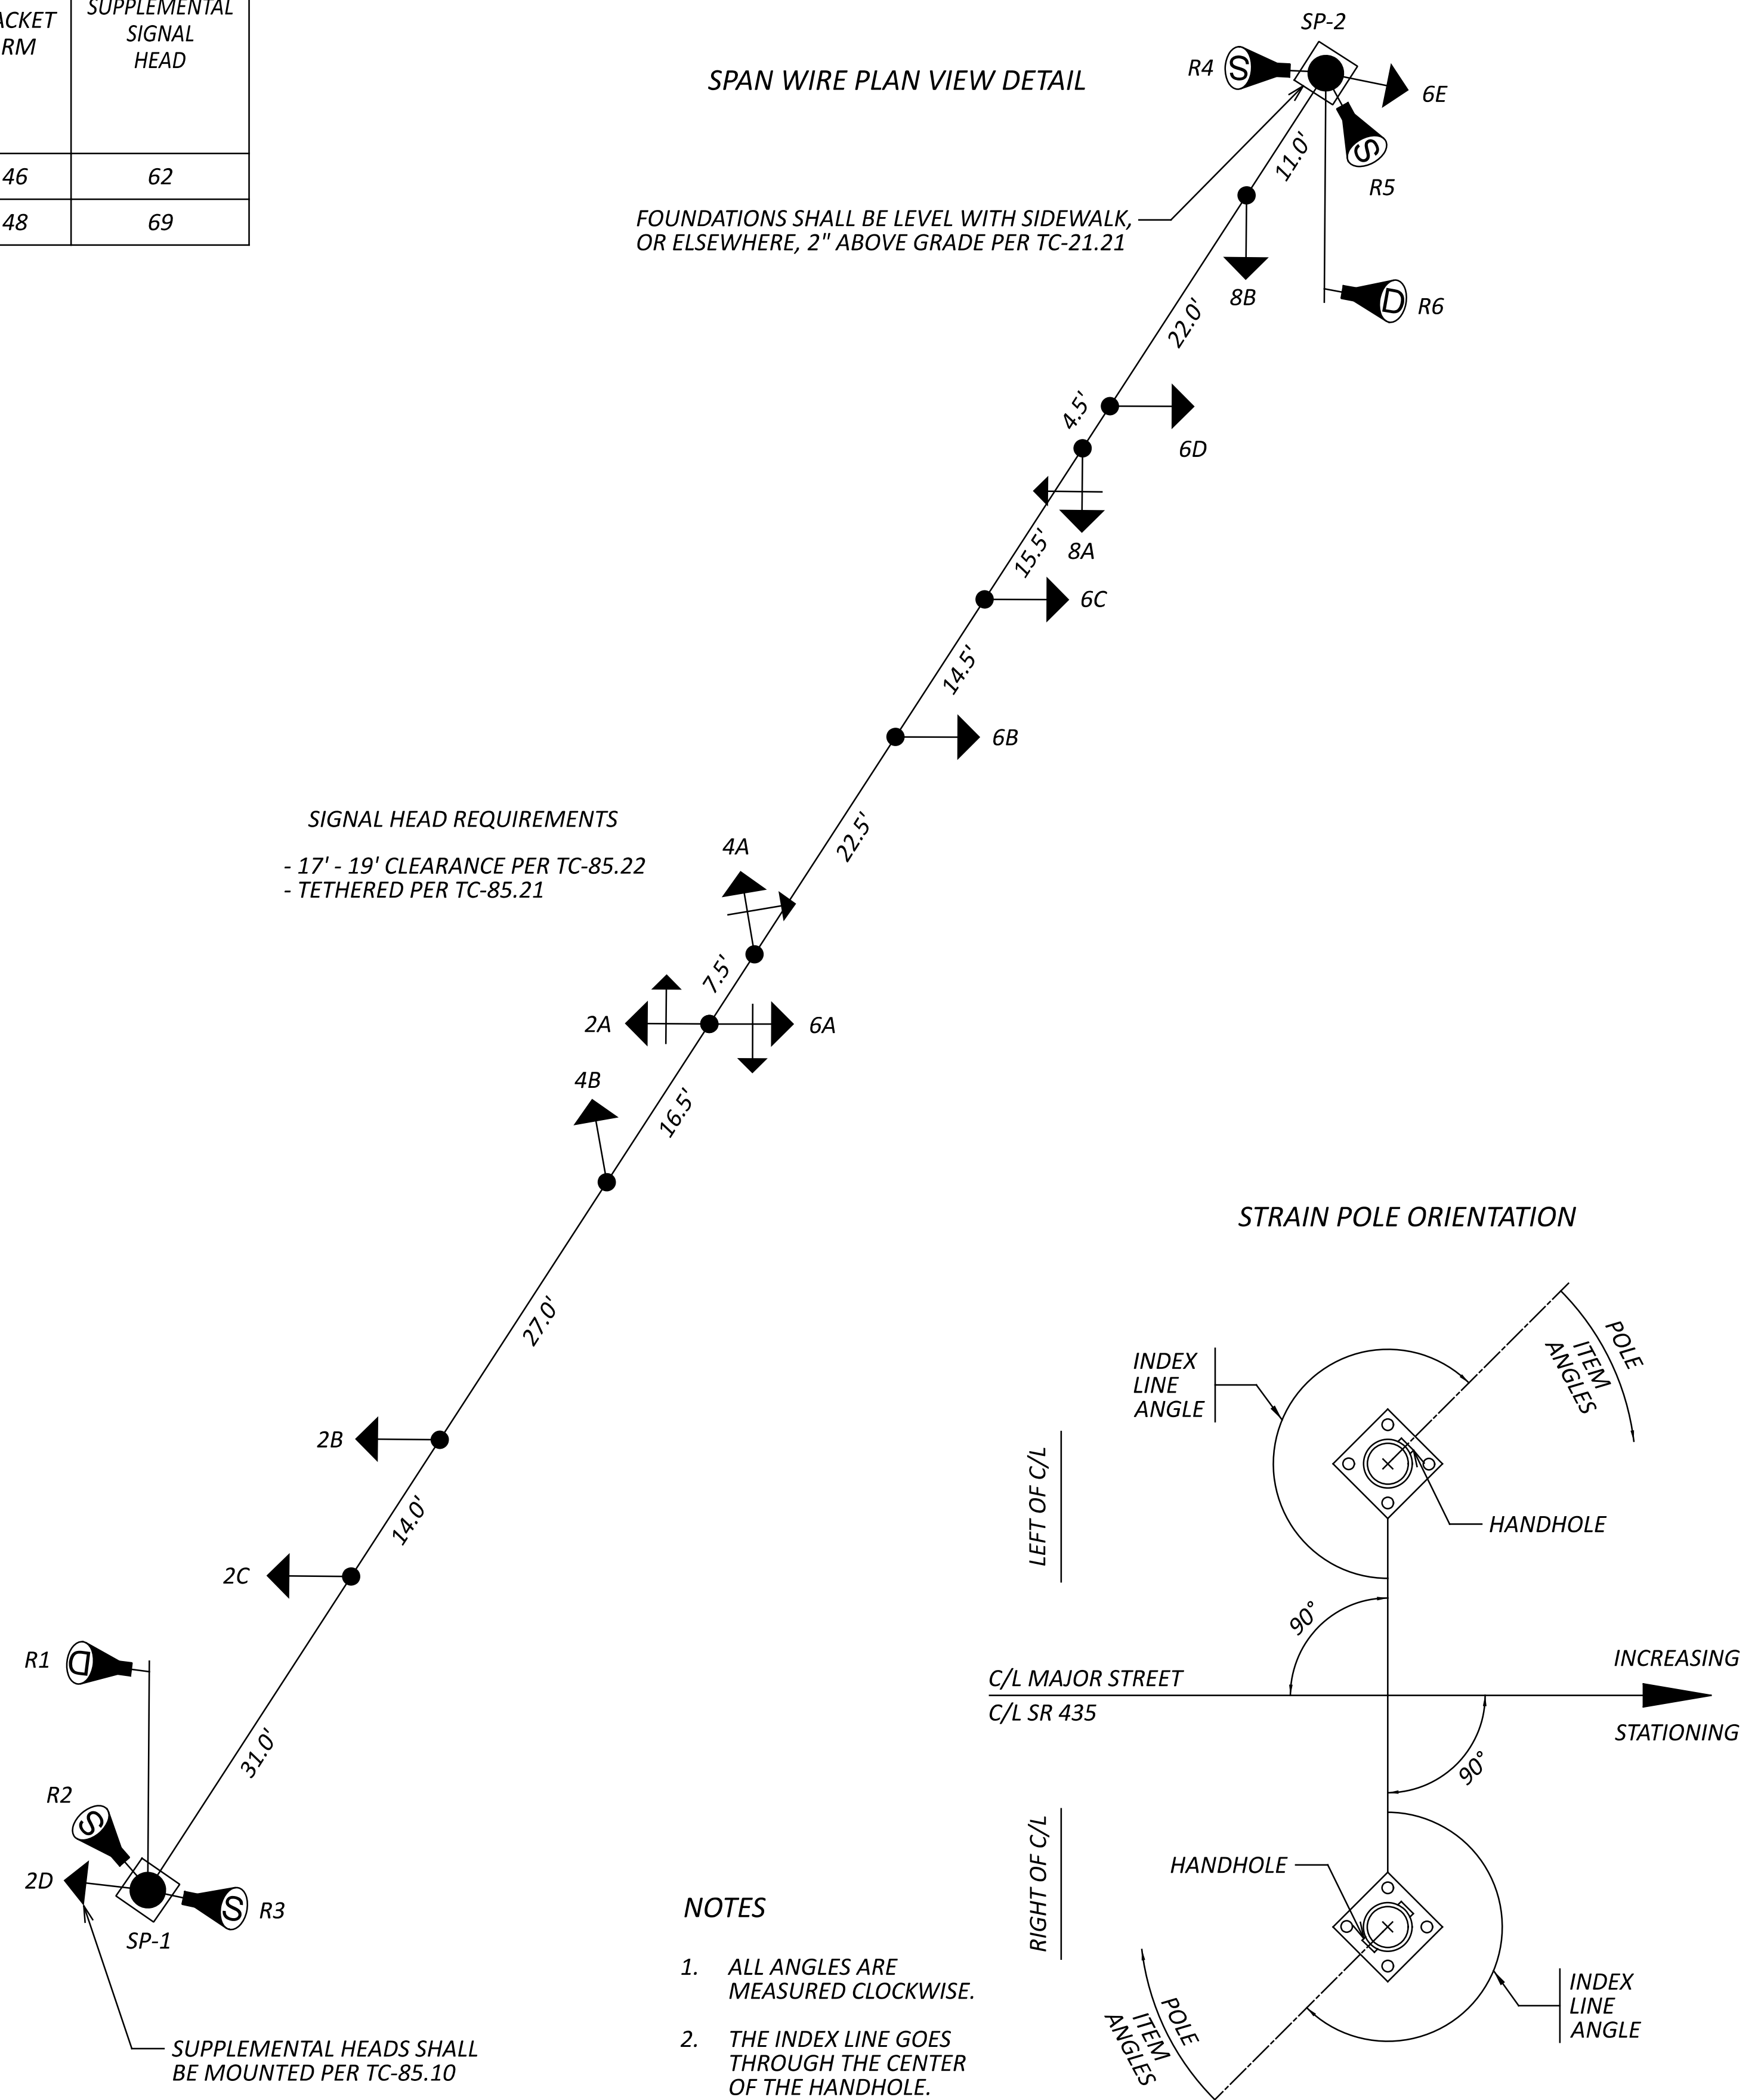 SUPPLEMENTAL
SIGNAL
HEAD
46 62
48 69
SPAN WIRE PLAN VIEW DETAIL
SP-2
R4
S
6E
S
R5
11.0'
FOUNDATIONS SHALL BE LEVEL WITH SIDEWALK,
OR ELSEWHERE, 2" ABOVE GRADE PER TC-21.21
8B
D
R6
22.0'
4.5'
6D
8A
15.5'
6C
14.5'
6B
22.5'
SIGNAL HEAD REQUIREMENTS
- 17' - 19' CLEARANCE PER TC-85.22
- TETHERED PER TC-85.21
4A
7.5'
2A
6A
4B
16.5'
27.0'
2B
14.0'
2C
R1
D
31.0'
R2
S
2D
S
R3
SP-1
SUPPLEMENTAL HEADS SHALL
BE MOUNTED PER TC-85.10
NOTES
1. ALL ANGLES ARE
MEASURED CLOCKWISE.
2. THE INDEX LINE GOES
THROUGH THE CENTER
OF THE HANDHOLE.
STRAIN POLE ORIENTATION
INDEX
LINE
ANGLE
POLE
ITEM
ANGLES
LEFT OF C/L
HANDHOLE
90°
C/L MAJOR STREET
C/L SR 435
INCREASING
STATIONING
90°
RIGHT OF C/L
HANDHOLE
POLE
ITEM
ANGLES
INDEX
LINE
ANGLE